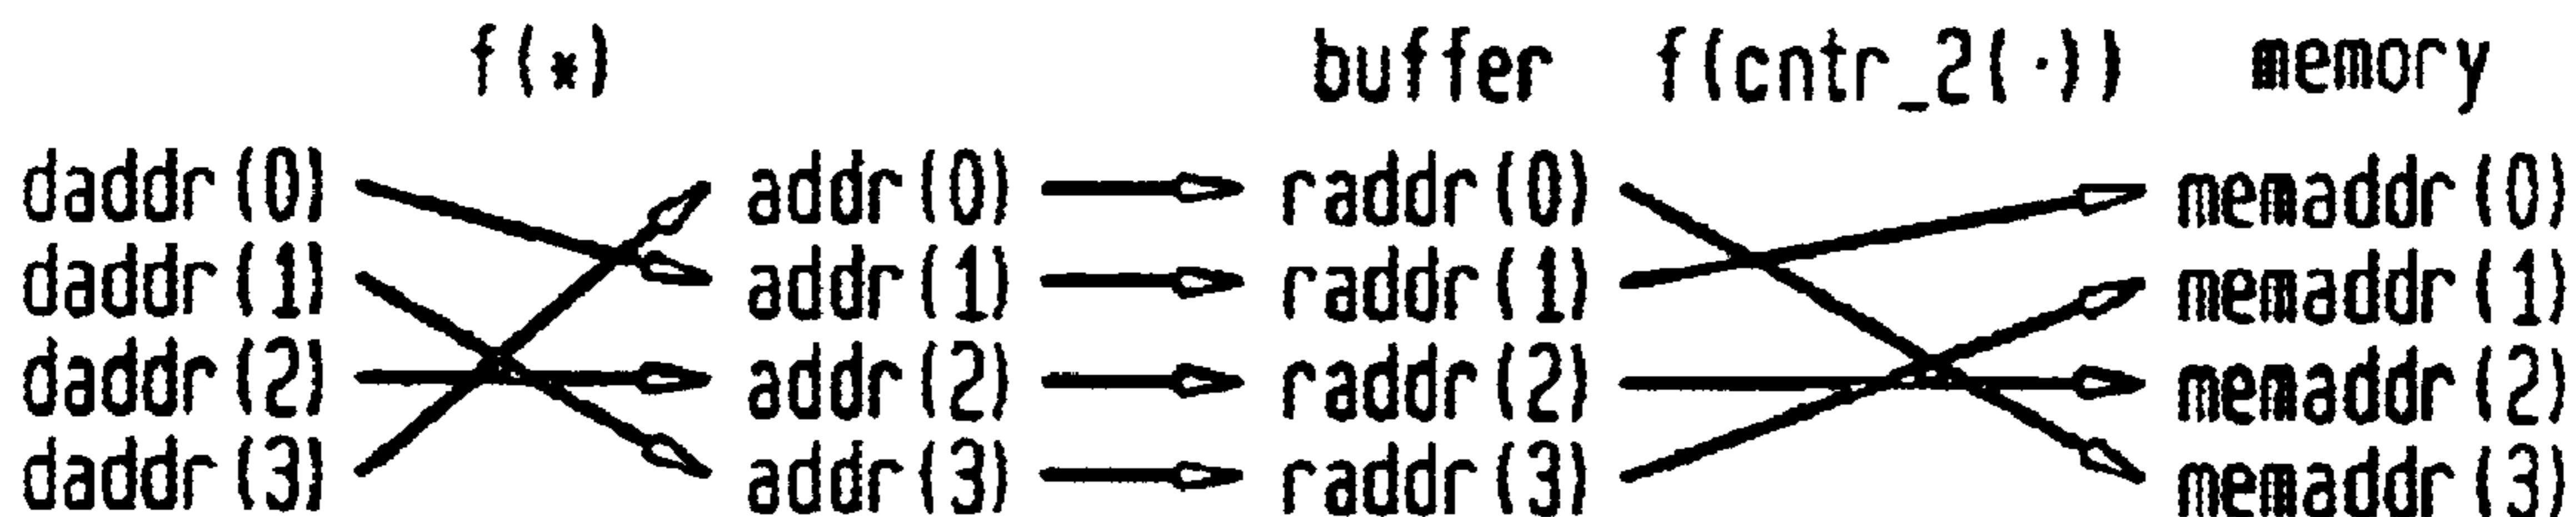 f(*) buffer f(cntr_2(·)) memory
daddr(0) addr(0) raddr(0) memaddr(0)
daddr(1) addr(1) raddr(1) memaddr(1)
daddr(2) addr(2) raddr(2) memaddr(2)
daddr(3) addr(3) raddr(3) memaddr(3)